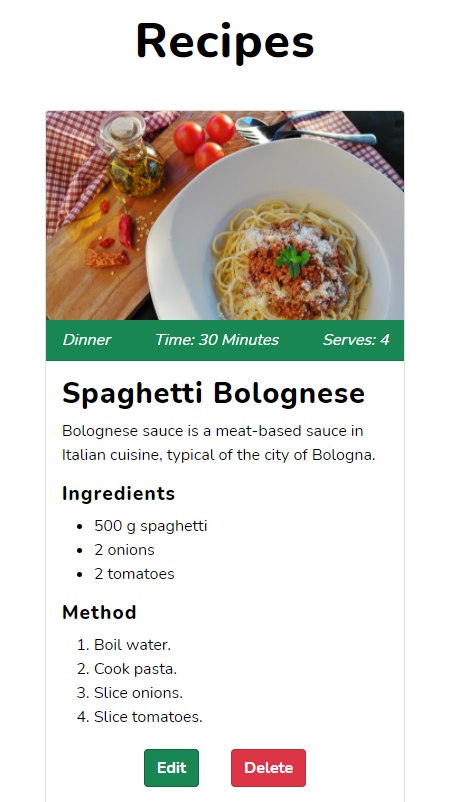 Recipes
Dinner Time: 30 Minutes Serves: 4
Spaghetti Bolognese
Bolognese sauce is a meat-based sauce in
Italian cuisine, typical of the city of Bologna.
Ingredients
• 500 g spaghetti
• 2 onions
• 2 tomatoes
Method
1. Boil water.
2. Cook pasta.
3. Slice onions.
4. Slice tomatoes.
Edit Delete